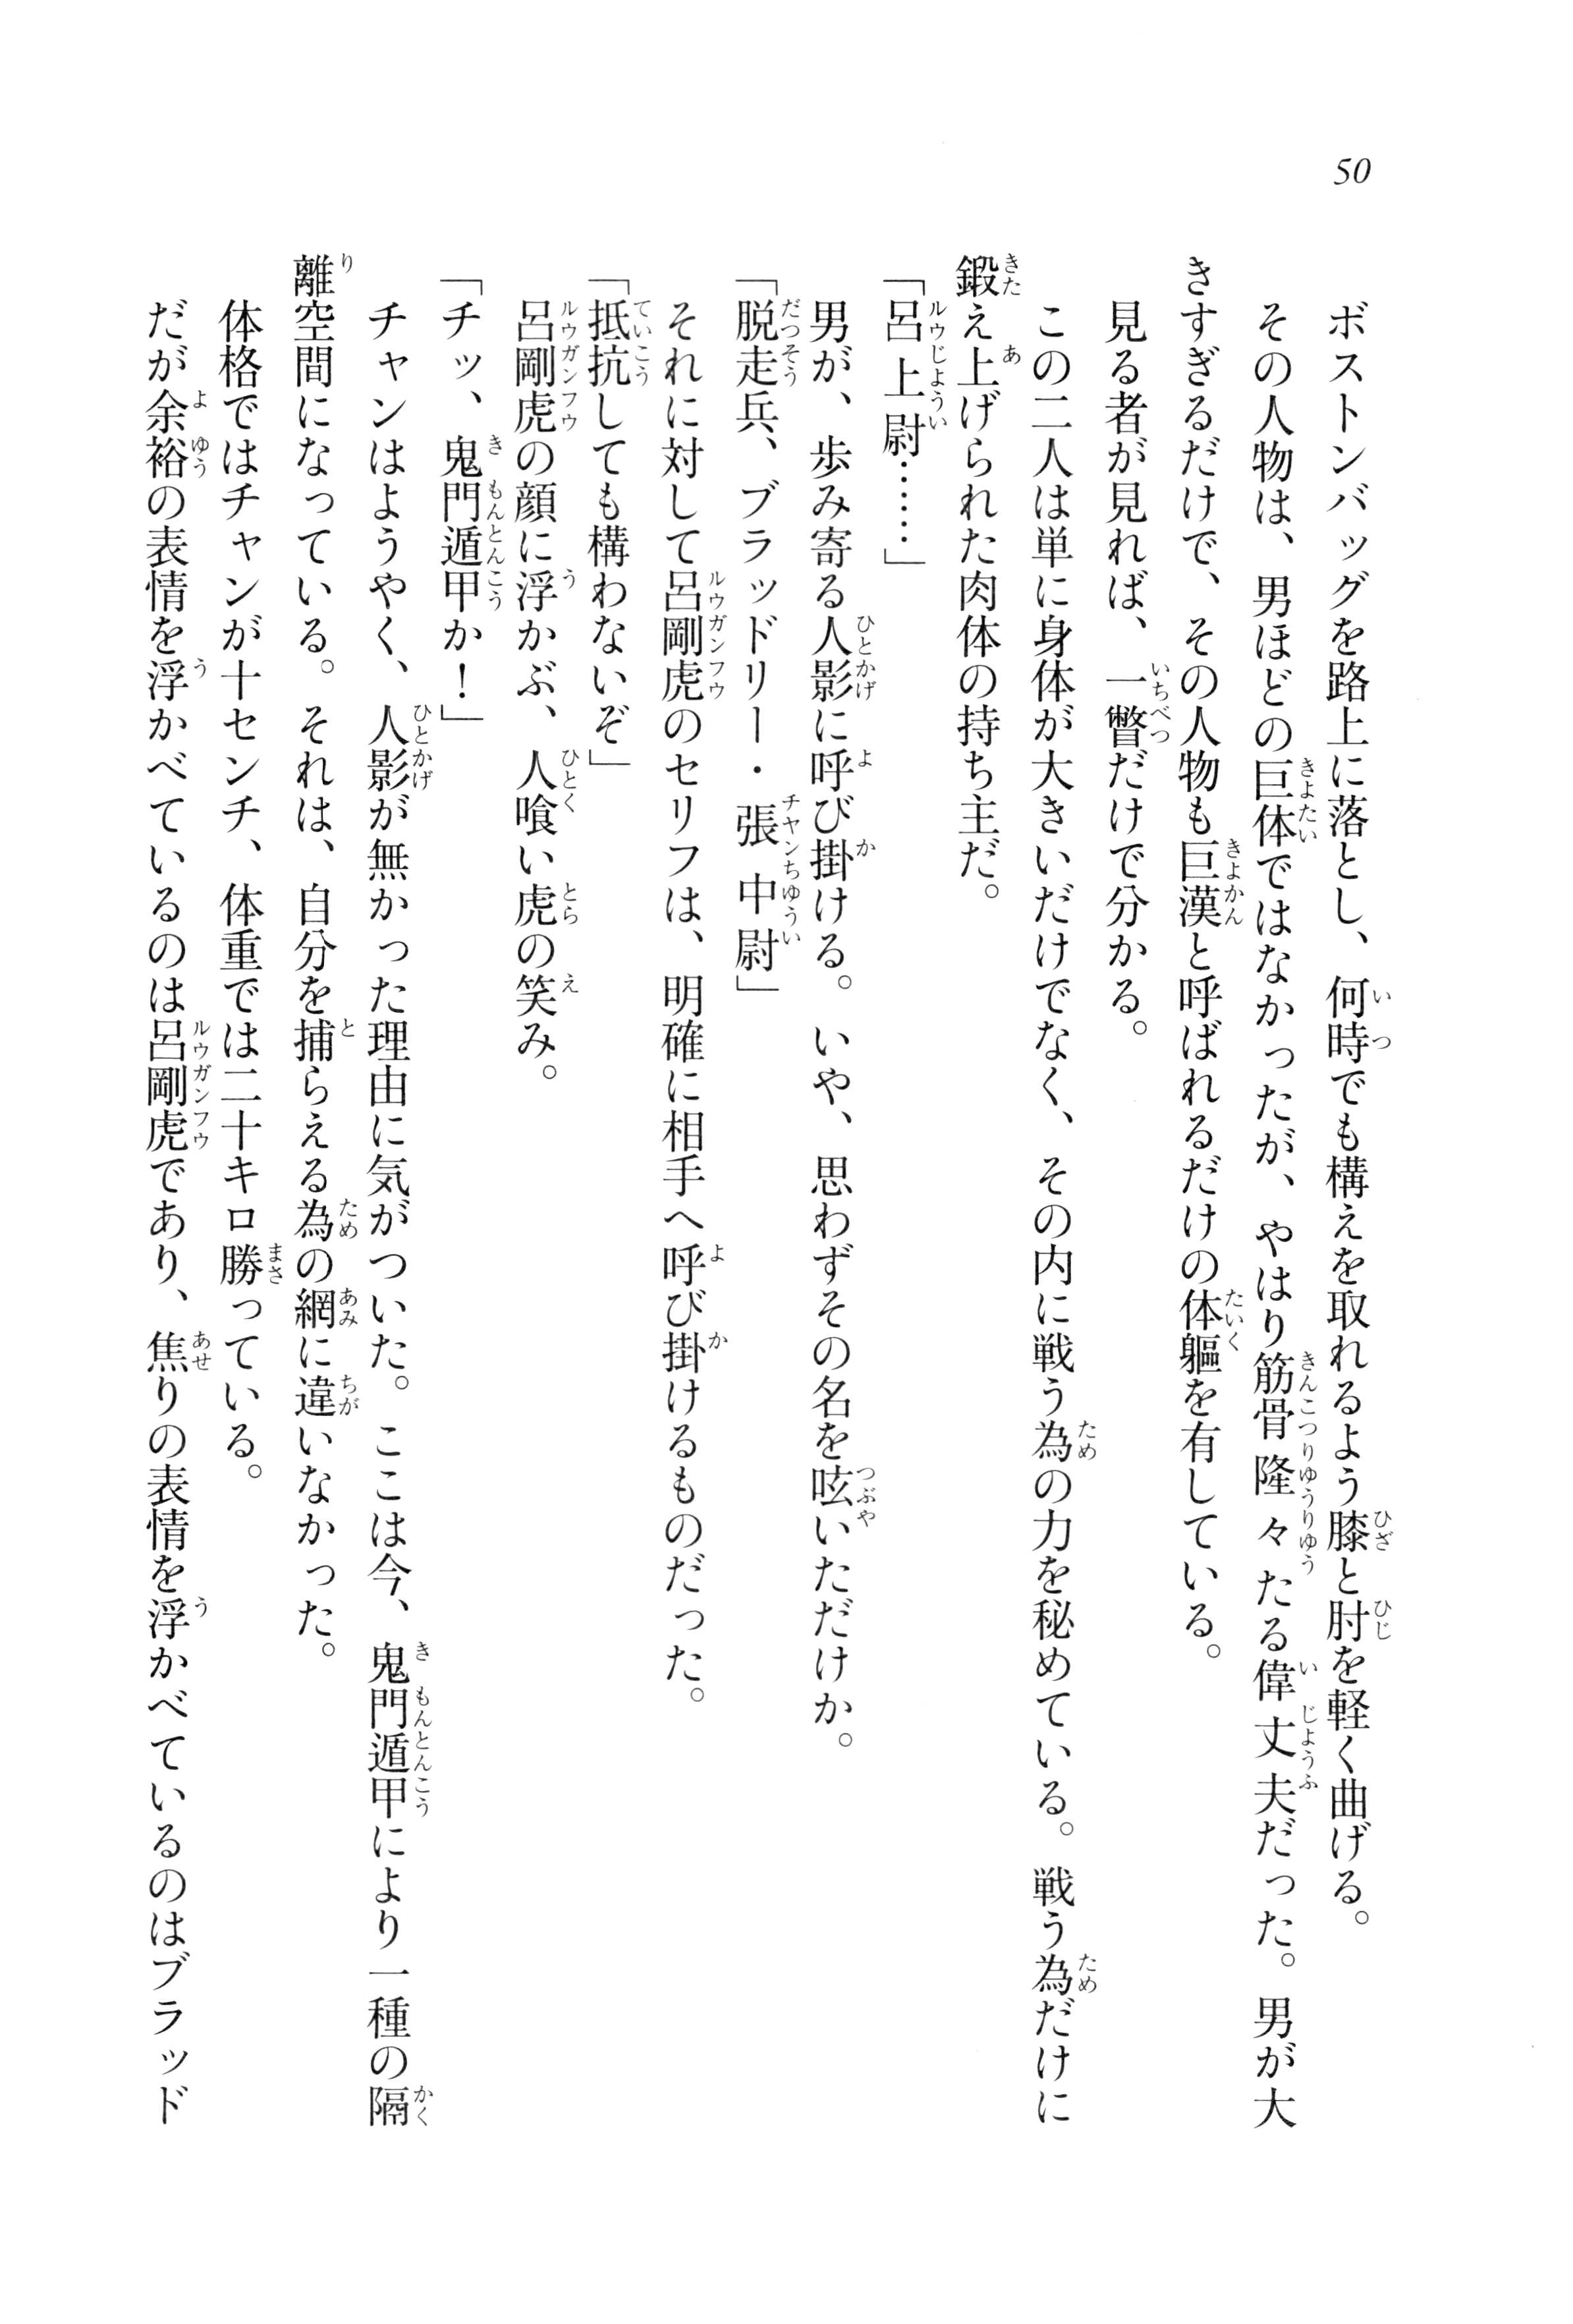 50
ボストンバッグを路上に落とし、何時でも構えを取れるよう膝と肘を軽く曲げる。
その人物は、男ほどの巨体ではなかったが、やはり筋骨隆々たる偉丈夫だった。男が大
きすぎるだけで、その人物も巨漢と呼ばれるだけの体軀を有している。
見る者が見れば、一瞥だけで分かる。
この二人は単に身体が大きいだけでなく、その内に戦う為の力を秘めている。戦う為だけに
鍛え上げられた肉体の持ち主だ。
「呂上尉……」
男が、歩み寄る人影に呼び掛ける。いや、思わずその名を呟いただけか。
「脱走兵、ブラッドリー・張中尉」
それに対して呂剛虎のセリフは、明確に相手へ呼び掛けるものだった。
「抵抗しても構わないぞ」
呂剛虎の顔に浮かぶ、人喰い虎の笑み。
「チッ、鬼門遁甲か！」
チャンはようやく、人影が無かった理由に気がついた。ここは今、鬼門遁甲により一種の隔
離空間になっている。それは、自分を捕らえる為の網に違いなかった。
体格ではチャンが十センチ、体重では二十キロ勝っている。
だが余裕の表情を浮かべているのは呂剛虎であり、焦りの表情を浮かべているのはブラッド